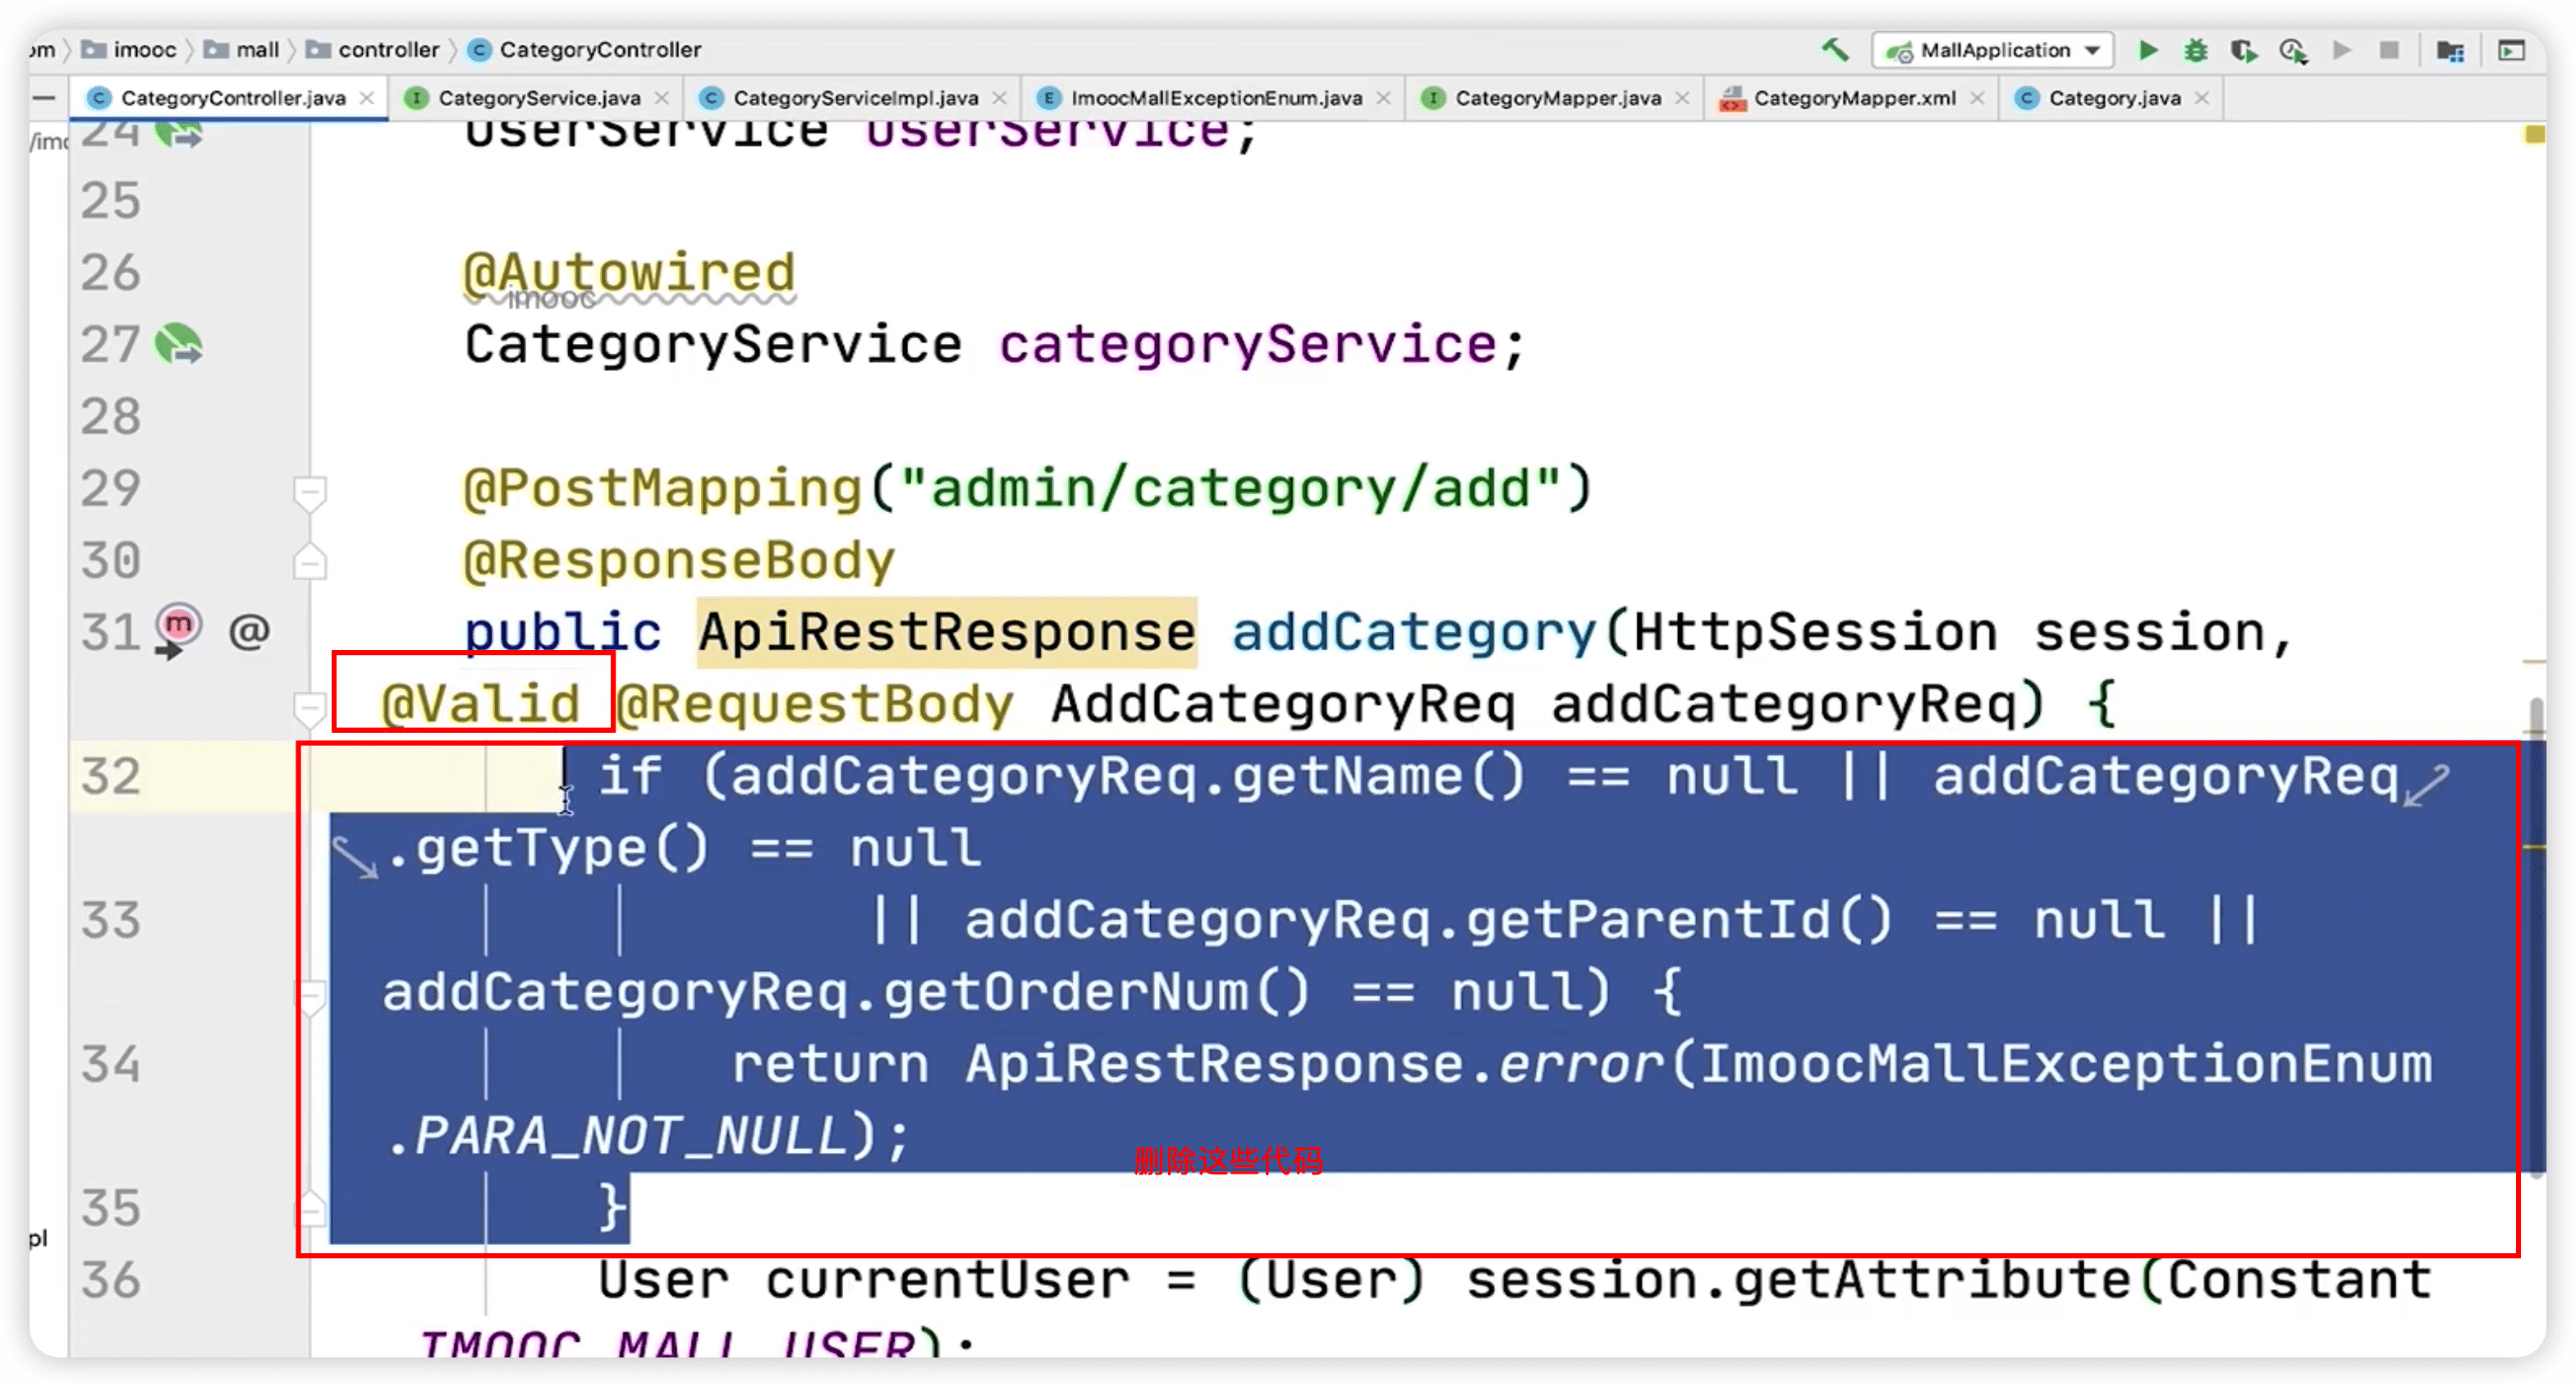 om imooc mall controller CategoryController MallApplication
CategoryController.java CategoryService.java CategoryServiceImpl.java ImoocMallExceptionEnum.java CategoryMapper.java CategoryMapper.xml Category.java
/imo
24 UserService userService;
25
26 @Autowired
imooc
27 CategoryService categoryService;
28
29 @PostMapping("admin/category/add")
30 @ResponseBody
31 @ public ApiRestResponse addCategory(HttpSession session,
@Valid @RequestBody AddCategoryReq addCategoryReq) {
32 if (addCategoryReq.getName() == null || addCategoryReq
.getType() == null
33 || addCategoryReq.getParentId() == null ||
addCategoryReq.getOrderNum() == null) {
34 return ApiRestResponse.error(ImoocMallExceptionEnum
.PARA_NOT_NULL);
删除这些代码
35 }
pl
36 User currentUser = (User) session.getAttribute(Constant
IMOOC_MALL_USER);